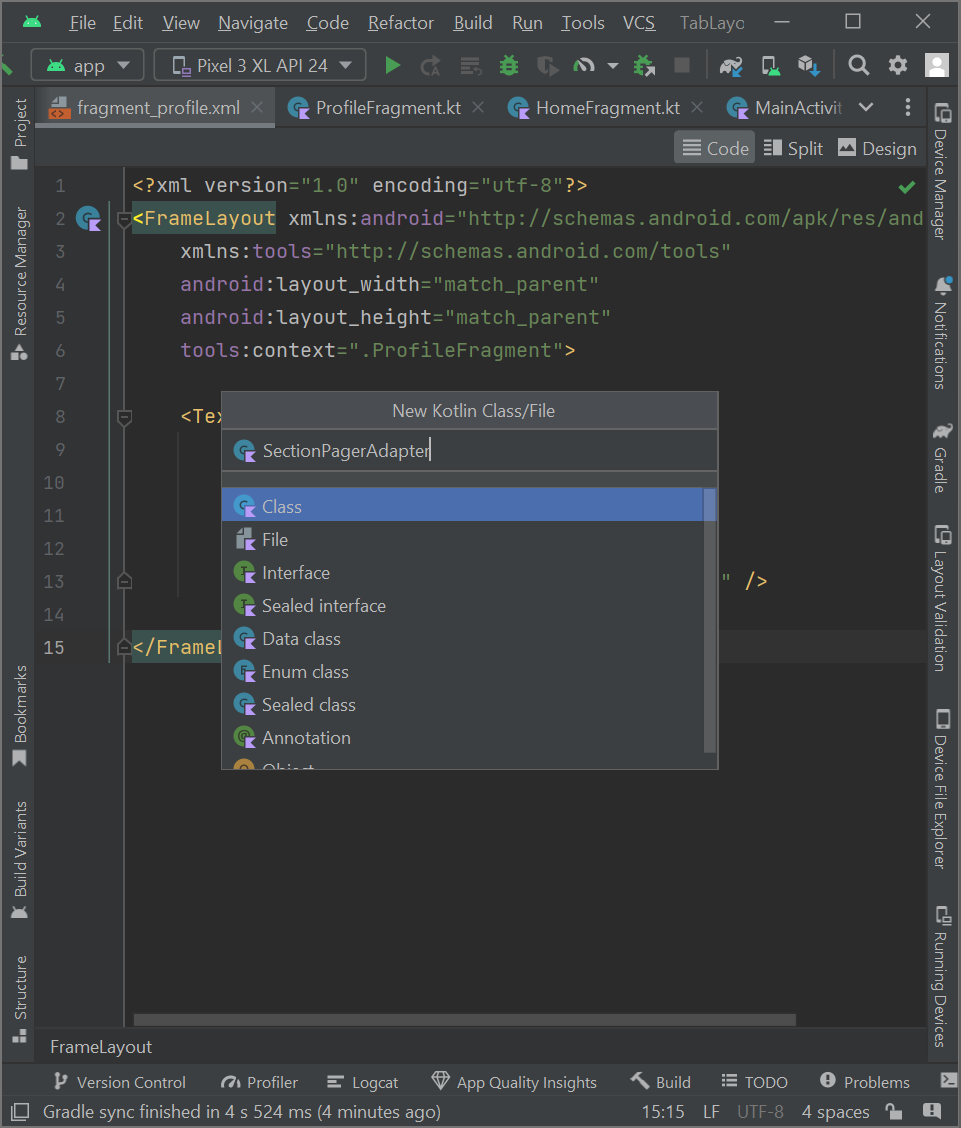 File Edit View Navigate Code Refactor Build Run Tools VCS TabLayo
app Pixel 3 XL API 24
fragment_profile.xml ProfileFragment.kt HomeFragment.kt MainActivit
Code Split Design
1 <?xml version="1.0" encoding="utf-8"?>
2 <FrameLayout xmlns:android="http://schemas.android.com/apk/res/and
3 xmlns:tools="http://schemas.android.com/tools"
4 android:layout_width="match_parent"
5 android:layout_height="match_parent"
6 tools:context=".ProfileFragment">
7
8 <Tex
9
10
11
12
13 " />
14
15 </FrameL
New Kotlin Class/File
SectionPagerAdapter
Class
File
Interface
Sealed interface
Data class
Enum class
Sealed class
Annotation
Object
Project
Resource Manager
Bookmarks
Build Variants
Structure
Device Manager
Notifications
Gradle
Layout Validation
Device File Explorer
Running Devices
FrameLayout
Version Control Profiler Logcat App Quality Insights Build TODO Problems
Gradle sync finished in 4 s 524 ms (4 minutes ago) 15:15 LF UTF-8 4 spaces